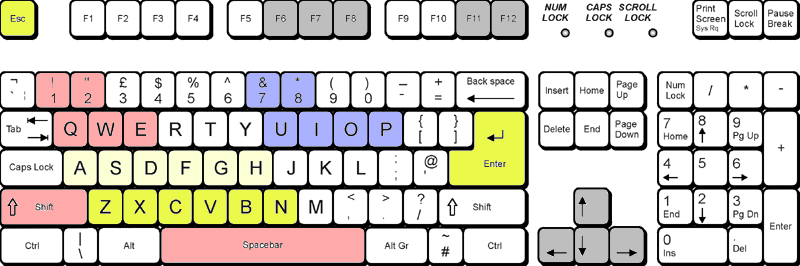 Esc F1 F2 F3 F4 F5 F6 F7 F8 F9 F10 F11 F12
NUM LOCK CAPS LOCK SCROLL LOCK
Print Screen Sys Rq Scroll Lock Pause Break
¬ ` ¦ ! 1 " 2 £ 3 $ 4 % 5 ^ 6 & 7 * 8 ( 9 ) 0 _ - + = Back space ←
Insert Home Page Up Num Lock / * -
Tab Q W E R T Y U I O P { [ } ] ↵ Enter
Delete End Page Down 7 Home 8 ↑ 9 Pg Up +
Caps Lock A S D F G H J K L : ; @ '
4 ← 5 6 →
⇧ Shift Z X C V B N M < , > . ? / ⇧ Shift
↑ 1 End 2 ↓ 3 Pg Dn Enter
Ctrl | \ Alt Spacebar Alt Gr ~ # Ctrl
← ↓ → 0 Ins . Del